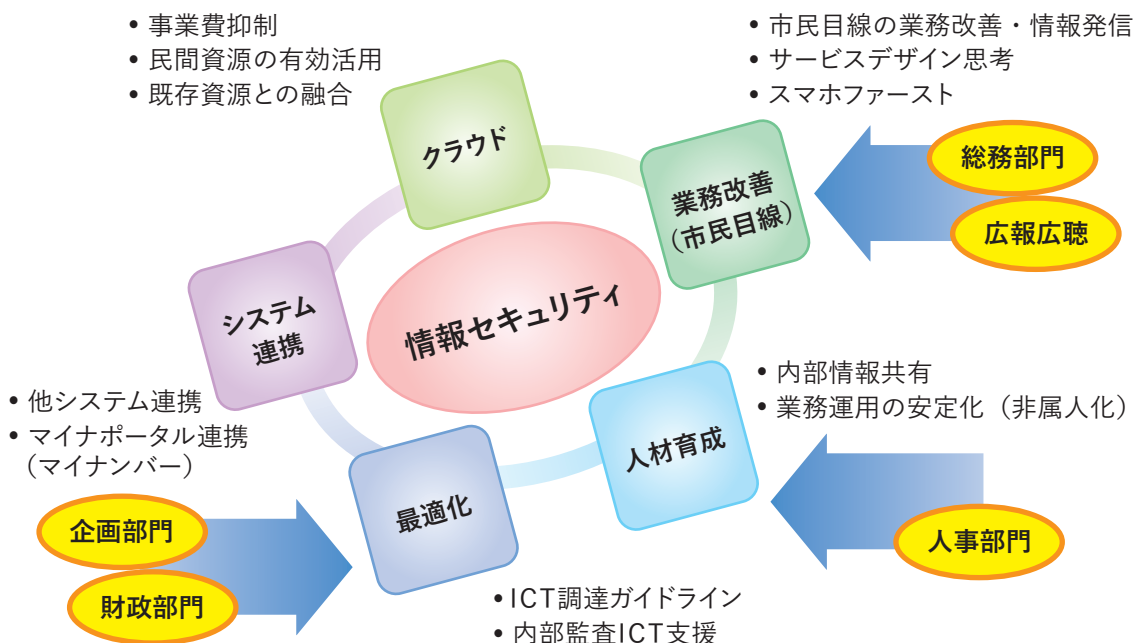 • 事業費抑制
• 民間資源の有効活用
• 既存資源との融合
• 市民目線の業務改善・情報発信
• サービスデザイン思考
• スマホファースト
クラウド
業務改善
（市民目線）
総務部門
広報広聴
システム
連携
情報セキュリティ
• 他システム連携
• マイナポータル連携
（マイナンバー）
• 内部情報共有
• 業務運用の安定化（非属人化）
人材育成
最適化
企画部門
財政部門
人事部門
• ICT調達ガイドライン
• 内部監査ICT支援